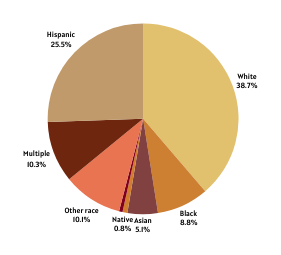 Hispanic
25.5%
White
38.7%
Multiple
10.3%
Other race
10.1%
Native
0.8%
Asian
5.1%
Black
8.8%